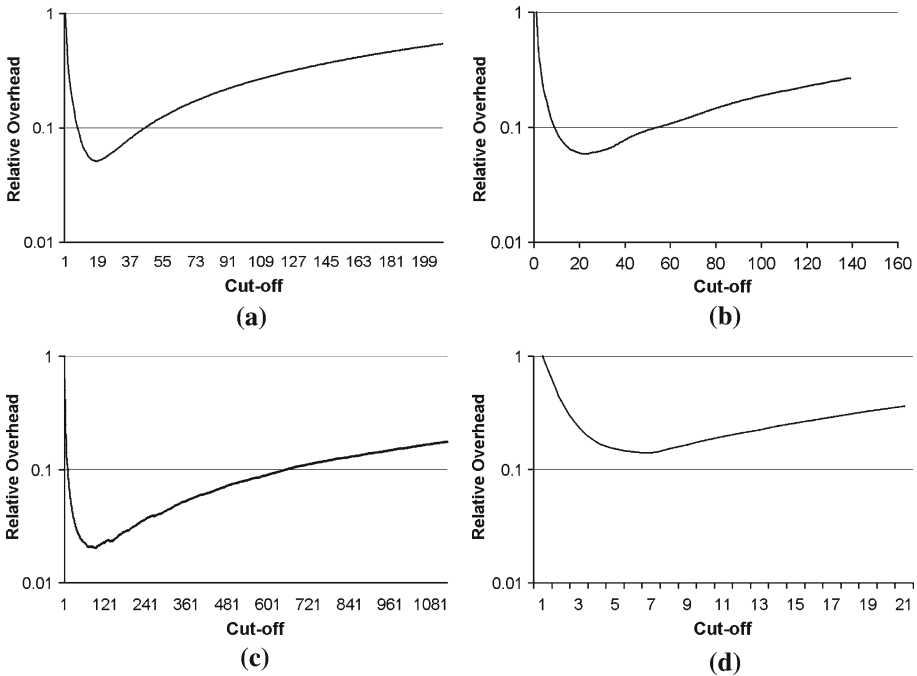 Relative Overhead
1
0.1
0.01
1 19 37 55 73 91 109 127 145 163 181 199
Cut-off
(a)
Relative Overhead
1
0.1
0.01
0 20 40 60 80 100 120 140 160
Cut-off
(b)
Relative Overhead
1
0.1
0.01
1 121 241 361 481 601 721 841 961 1081
Cut-off
(c)
Relative Overhead
1
0.1
0.01
1 3 5 7 9 11 13 15 17 19 21
Cut-off
(d)